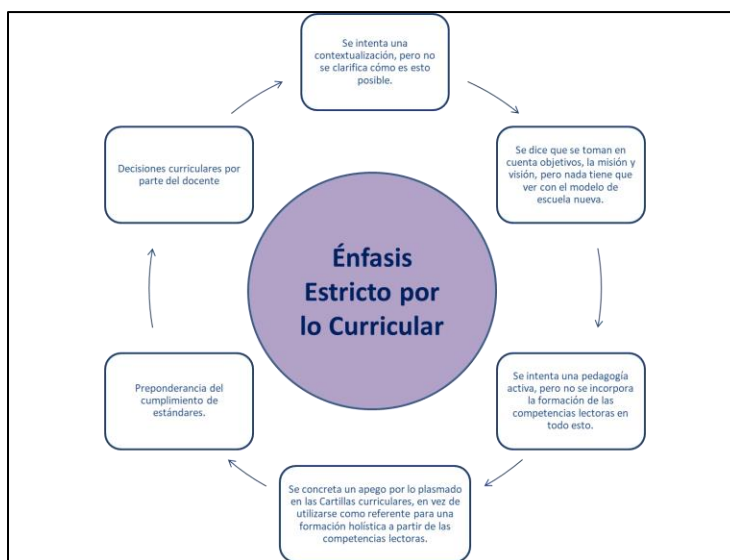 Se intenta una
contextualización, pero no
se clarifica cómo es esto
posible.
Se dice que se toman en
cuenta objetivos, la misión y
visión, pero nada tiene que
ver con el modelo de
escuela nueva.
Se intenta una pedagogía
activa, pero no se incorpora
la formación de las
competencias lectoras en
todo esto.
Se concreta un apego por lo plasmado
en las Cartillas curriculares, en vez de
utilizarse como referente para una
formación holística a partir de las
competencias lectoras.
Preponderancia del
cumplimiento de
estándares.
Decisiones curriculares por
parte del docente
Énfasis
Estricto por
lo Curricular